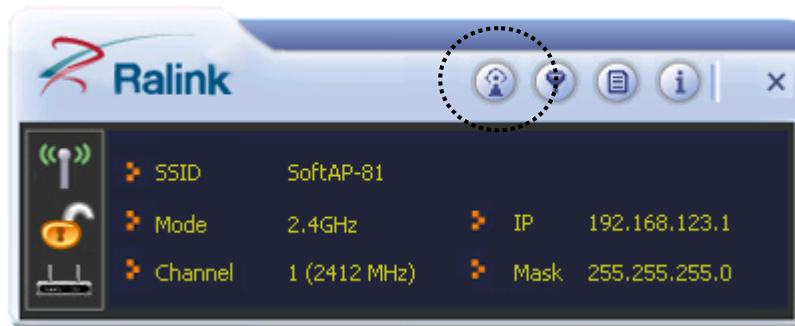 Ralink
SSID SoftAP-81
Mode 2.4GHz IP 192.168.123.1
Channel 1 (2412 MHz) Mask 255.255.255.0